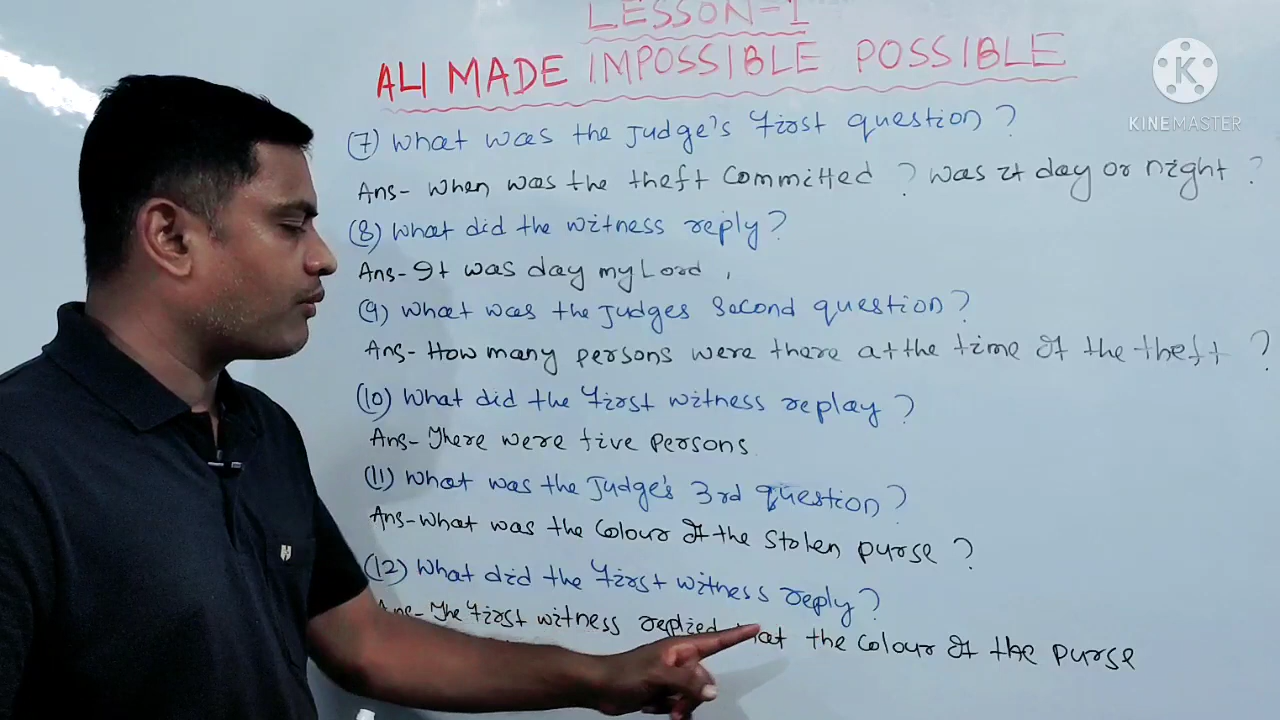 LESSON-1
ALI MADE IMPOSSIBLE POSSIBLE
K
KINEMASTER
(7) What was the Judge's first question?
Ans- When was the theft Committed? Was it day or night?
(8) What did the witness reply?
Ans- It was day my Lord,
(9) What was the Judges Second question?
Ans- How many persons were there at the time of the theft?
(10) What did the first witness replay?
Ans- There were five Persons
(11) What was the Judge's 3rd question?
Ans- What was the Colour of the Stolen purse?
(12) What did the first witness reply?
Ans- The first witness replied that the Colour of the purse